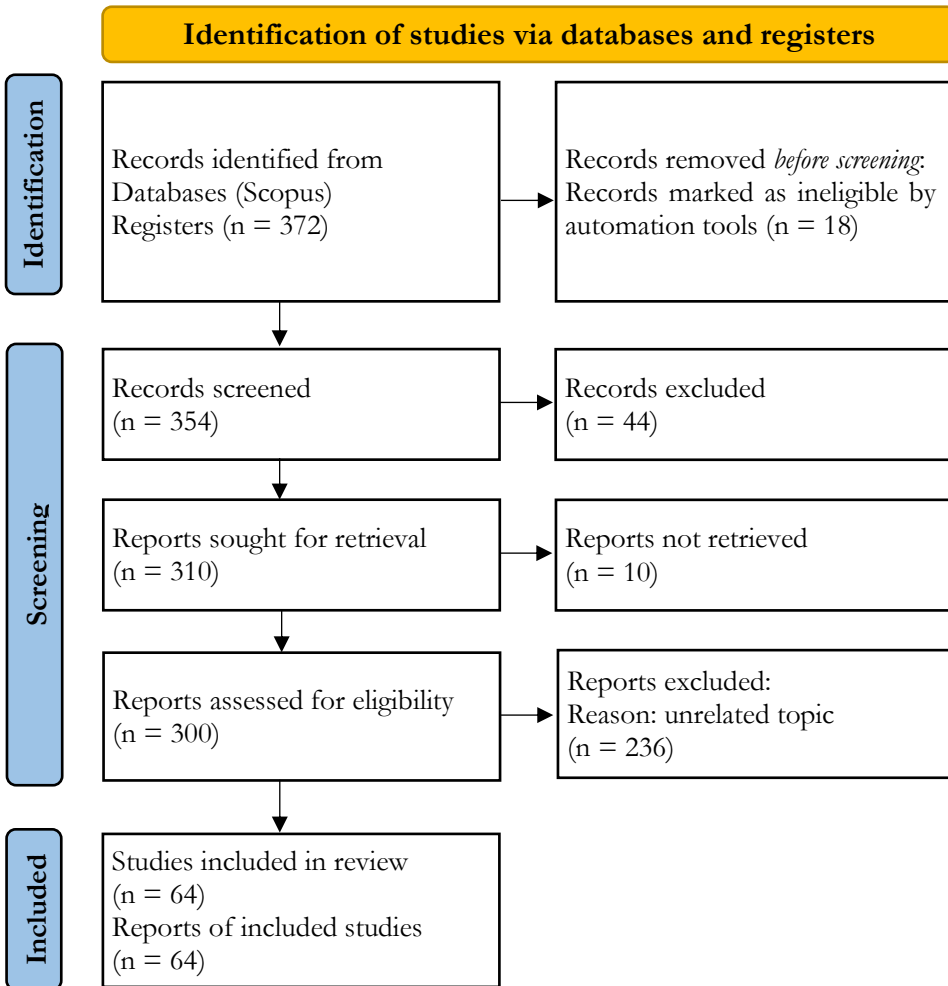 Identification of studies via databases and registers
Identification
Records identified from
Databases (Scopus)
Registers (n = 372)
Records removed before screening:
Records marked as ineligible by
automation tools (n = 18)
Screening
Records screened
(n = 354)
Records excluded
(n = 44)
Reports sought for retrieval
(n = 310)
Reports not retrieved
(n = 10)
Reports assessed for eligibility
(n = 300)
Reports excluded:
Reason: unrelated topic
(n = 236)
Included
Studies included in review
(n = 64)
Reports of included studies
(n = 64)